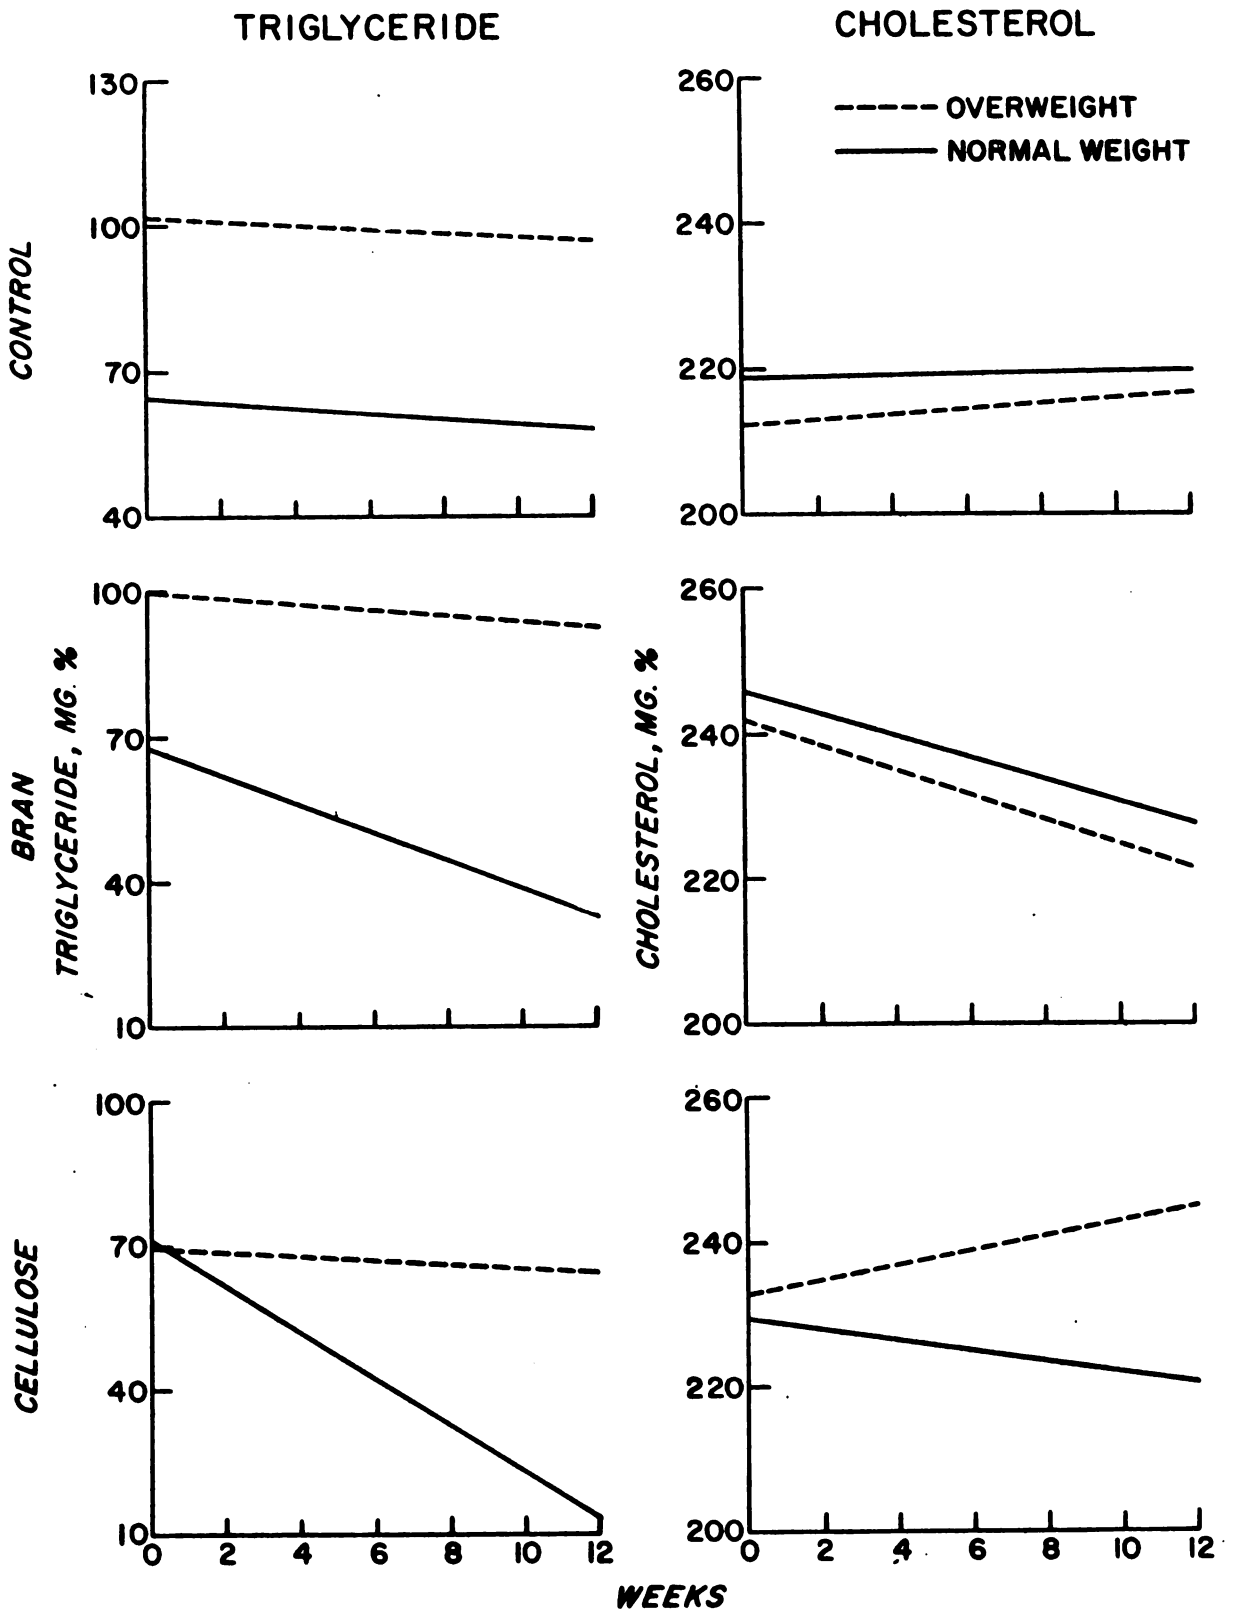 TRIGLYCERIDE
CHOLESTEROL
130
100
70
40
CONTROL
260
240
220
200
OVERWEIGHT
NORMAL WEIGHT
100
70
40
10
BRAN
TRIGLYCERIDE, MG. %
260
240
220
200
CHOLESTEROL, MG. %
100
70
40
10
CELLULOSE
0 2 4 6 8 10 12
260
240
220
200
0 2 4 6 8 10 12
WEEKS